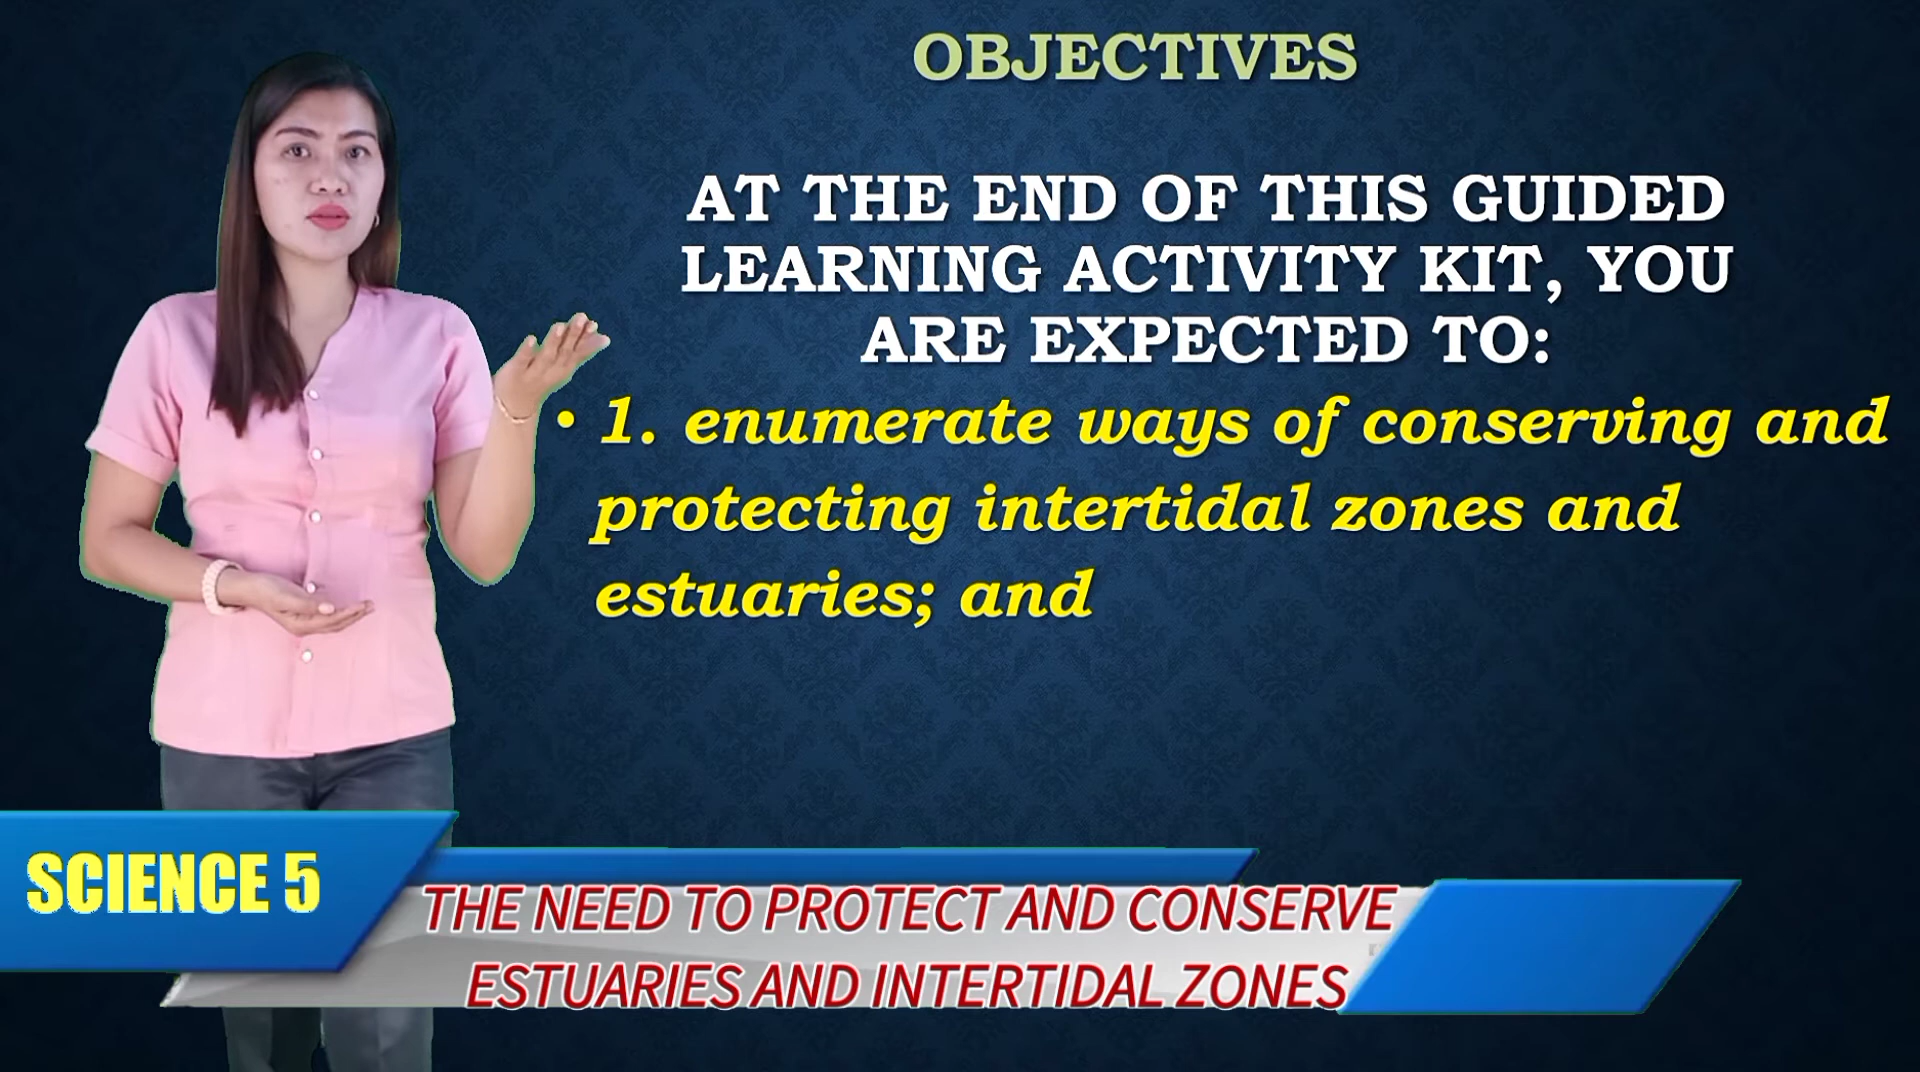 OBJECTIVES
AT THE END OF THIS GUIDED
LEARNING ACTIVITY KIT, YOU
ARE EXPECTED TO:
• 1. enumerate ways of conserving and
protecting intertidal zones and
estuaries; and
SCIENCE 5
THE NEED TO PROTECT AND CONSERVE
ESTUARIES AND INTERTIDAL ZONES